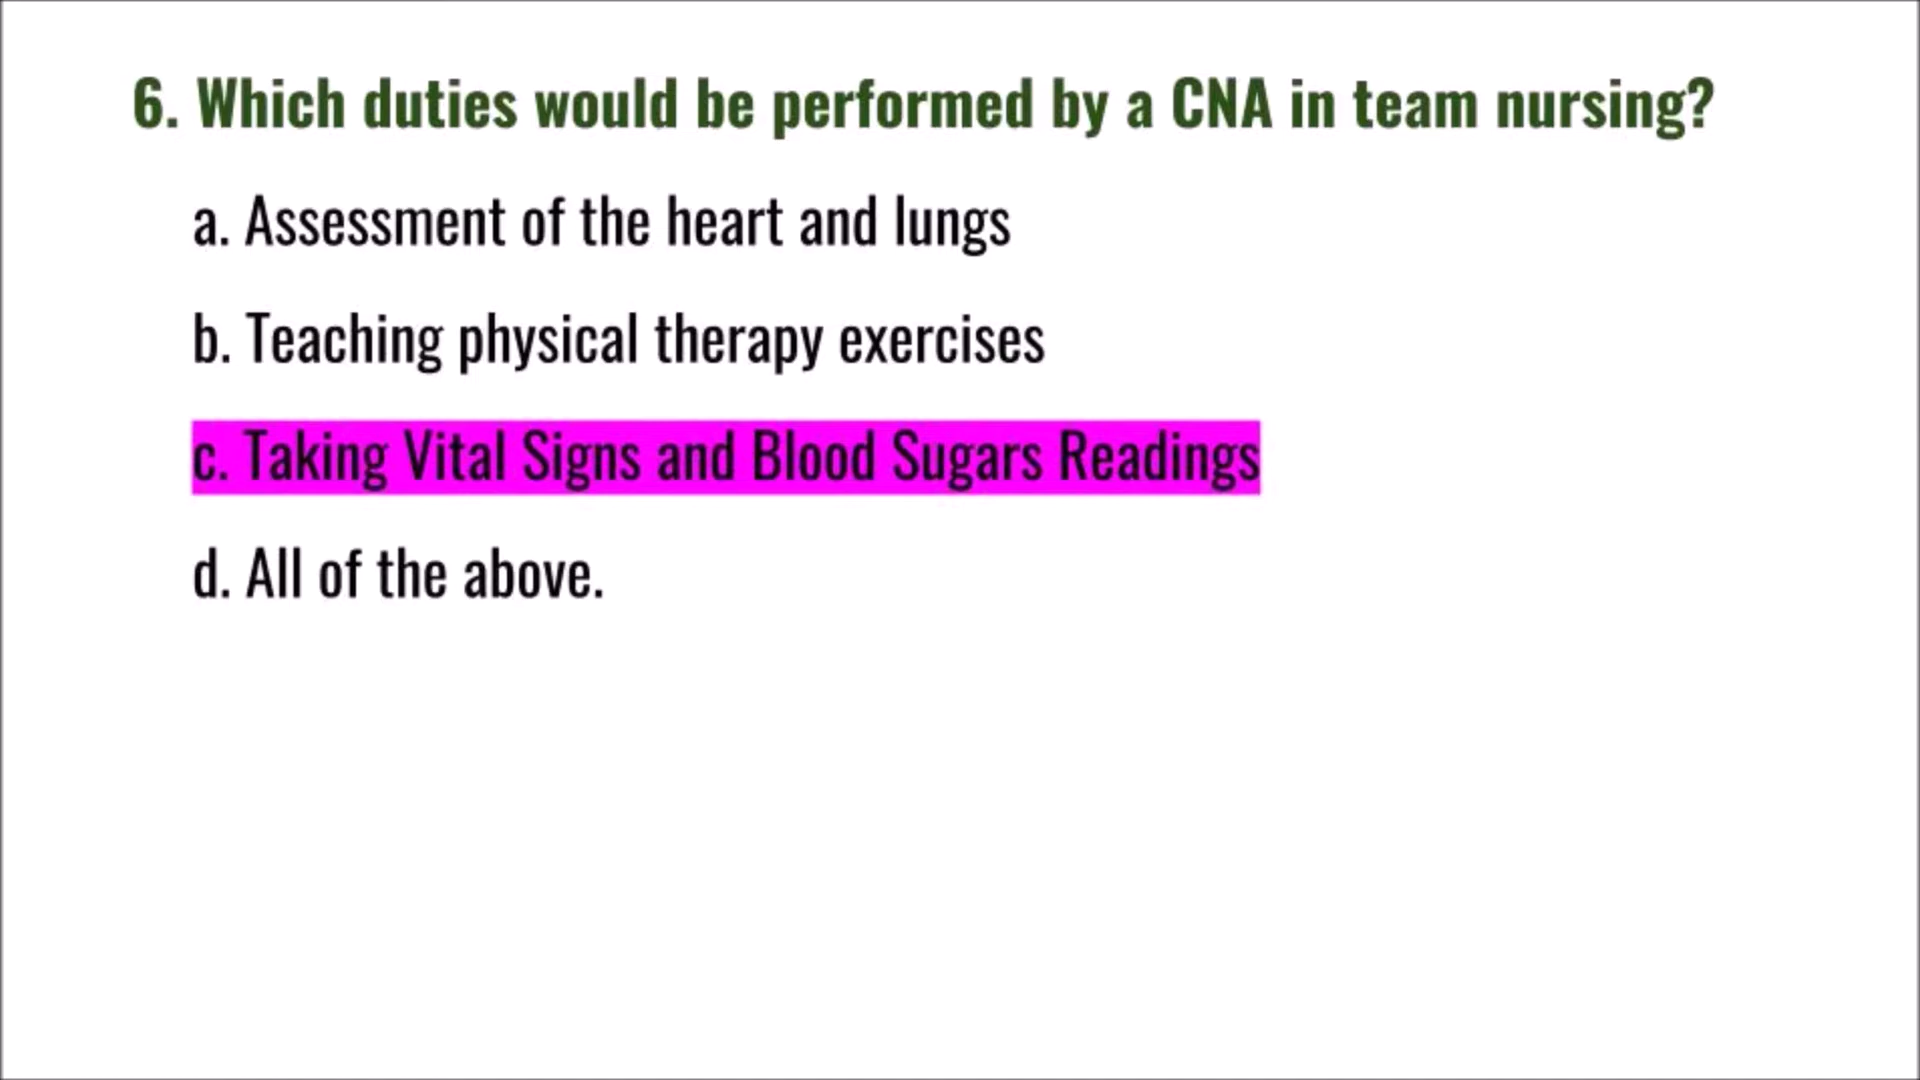 6. Which duties would be performed by a CNA in team nursing?
a. Assessment of the heart and lungs
b. Teaching physical therapy exercises
c. Taking Vital Signs and Blood Sugars Readings
d. All of the above.